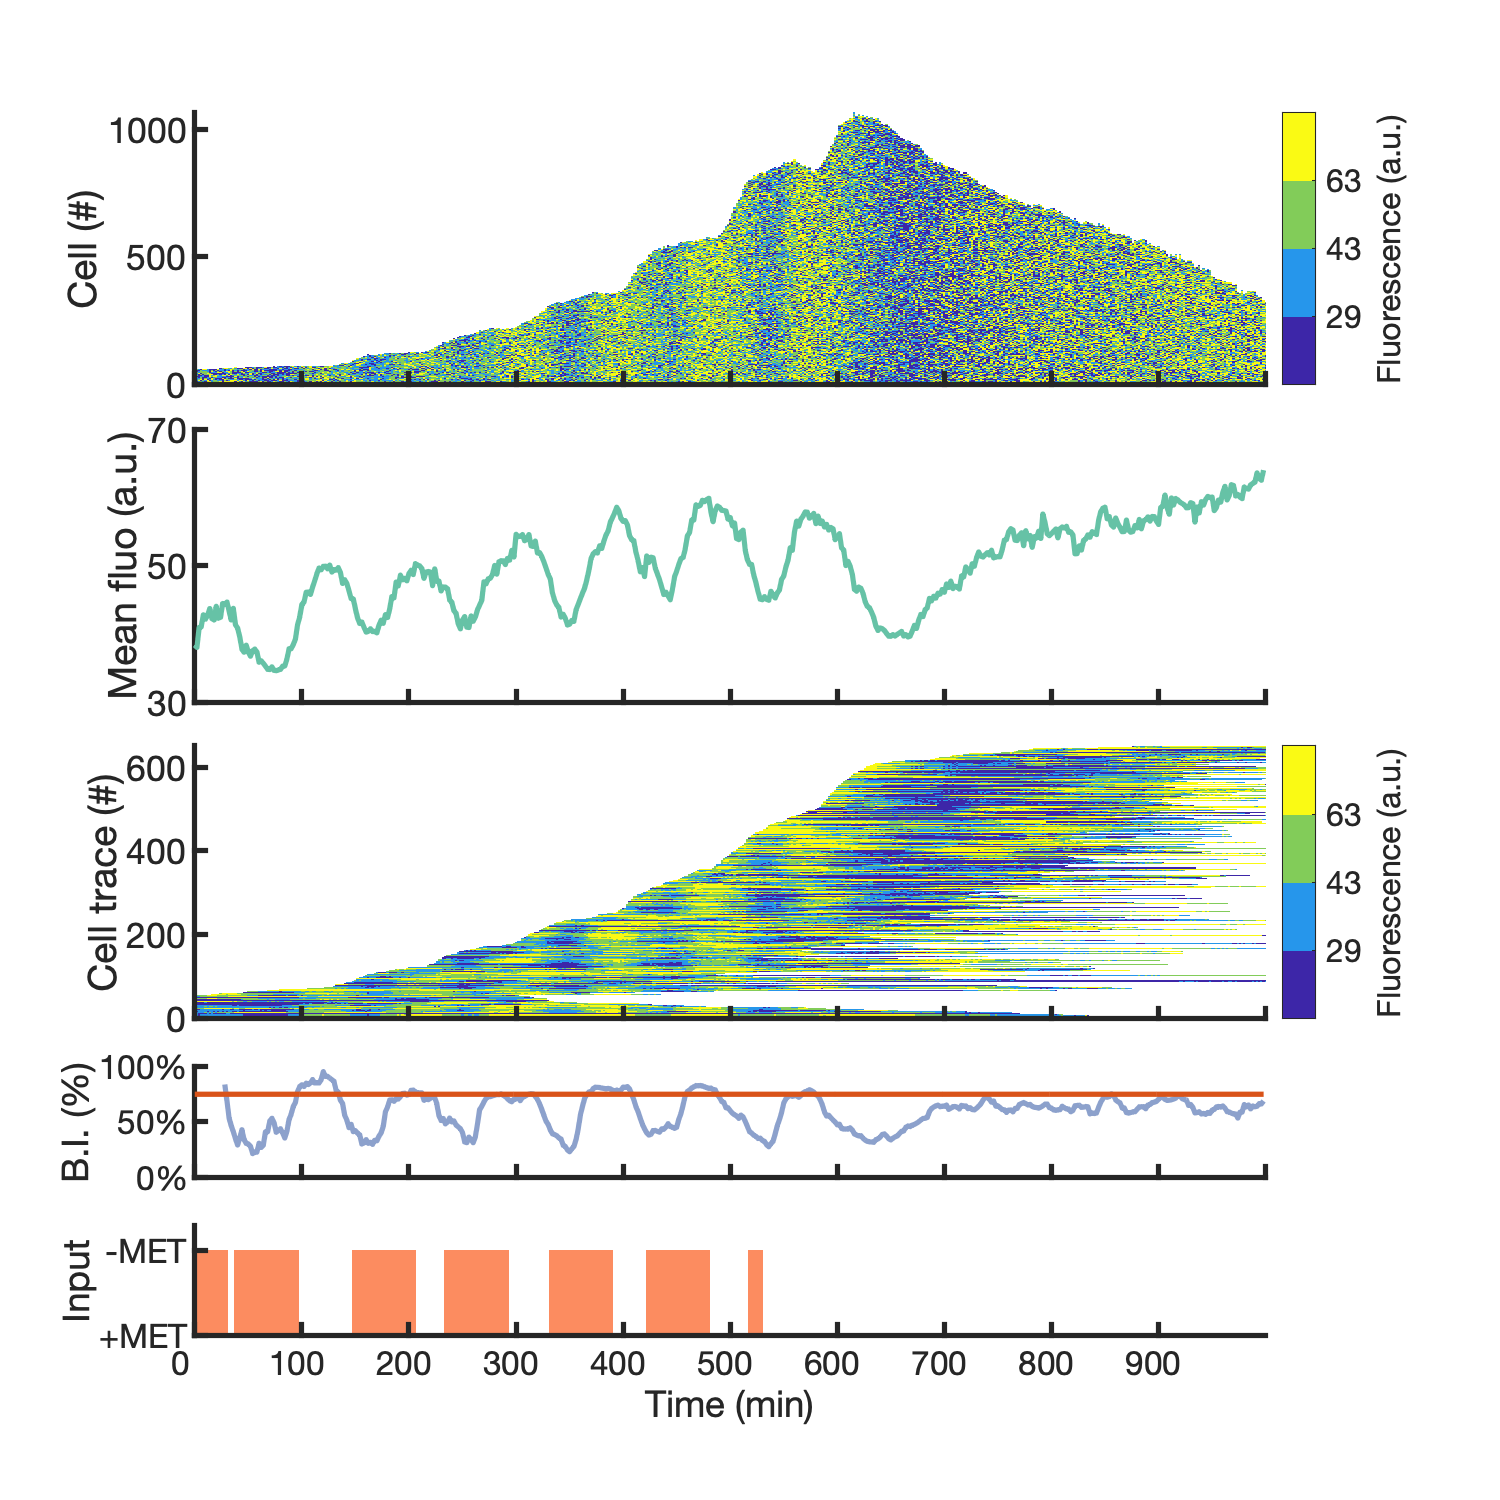 1000
500
0
Cell (#)
63
43
29
Fluorescence (a.u.)
70
50
30
Mean fluo (a.u.)
600
400
200
0
Cell trace (#)
63
43
29
Fluorescence (a.u.)
100%
50%
0%
B.I. (%)
-MET
+MET
Input
0 100 200 300 400 500 600 700 800 900
Time (min)